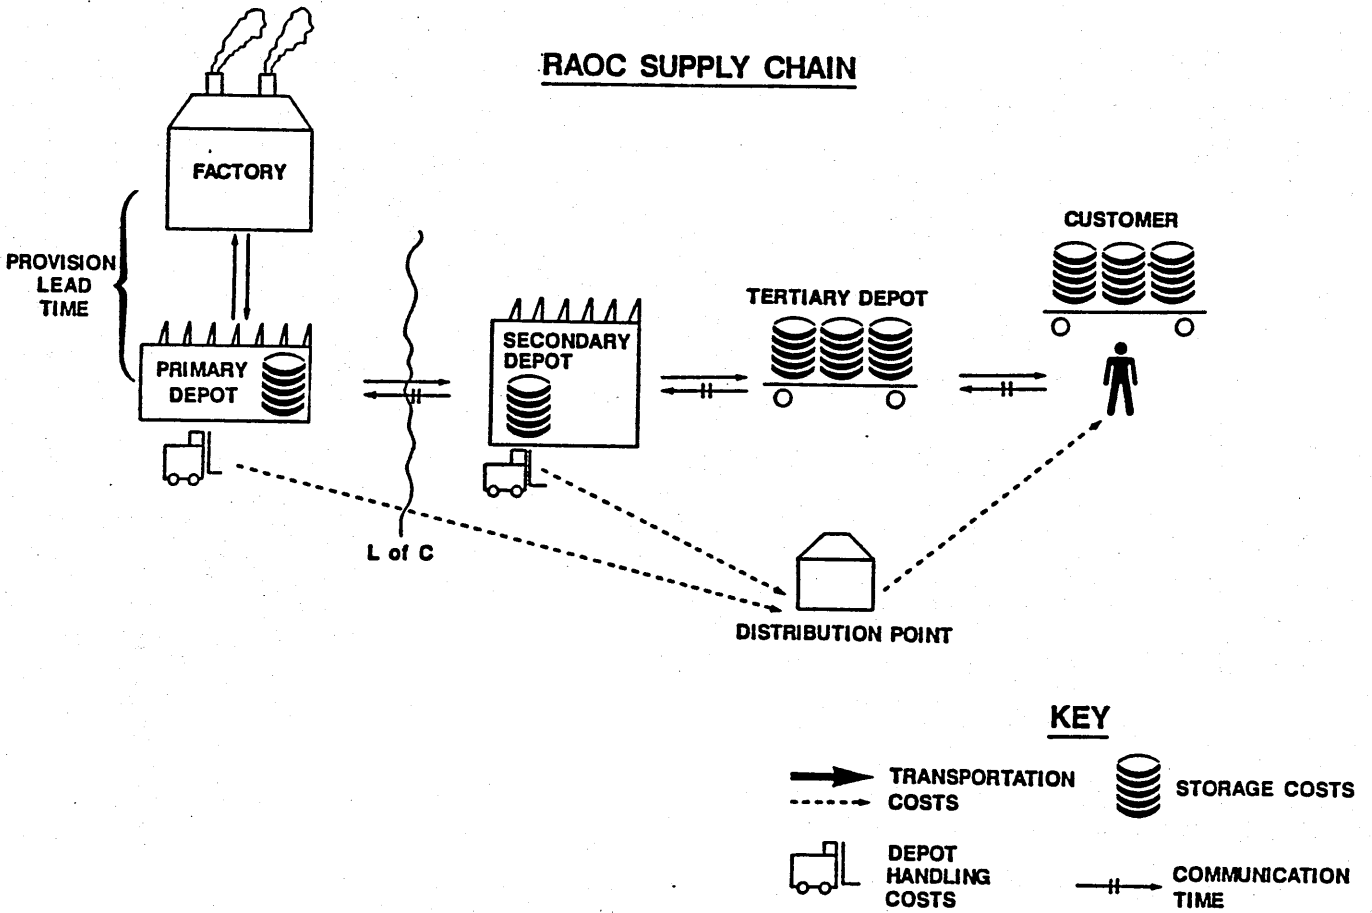 RAOC SUPPLY CHAIN
FACTORY
PROVISION
LEAD
TIME
PRIMARY
DEPOT
L of C
SECONDARY
DEPOT
TERTIARY DEPOT
CUSTOMER
DISTRIBUTION POINT
KEY
TRANSPORTATION
COSTS
STORAGE COSTS
DEPOT
HANDLING
COSTS
COMMUNICATION
TIME